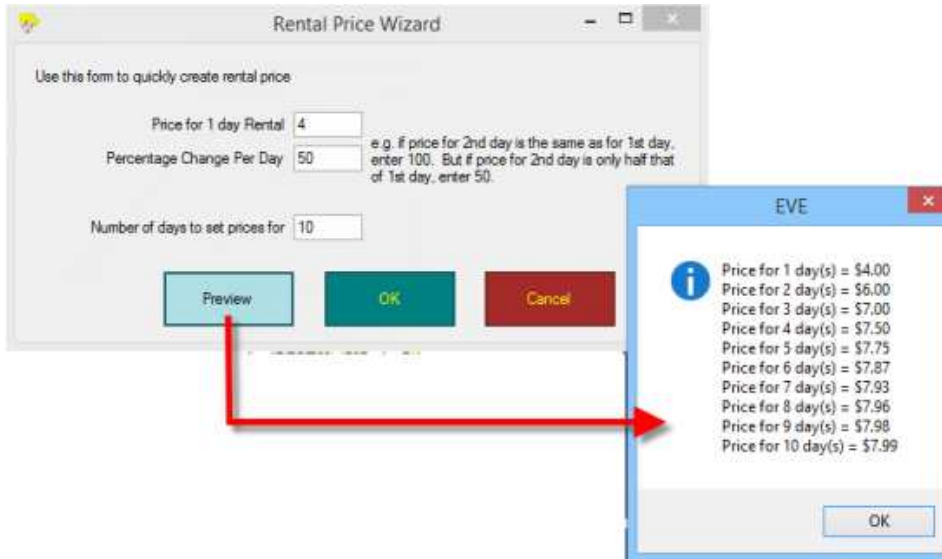 Rental Price Wizard
Use this form to quickly create rental price
Price for 1 day Rental 4
Percentage Change Per Day 50
e.g. if price for 2nd day is the same as for 1st day,
enter 100. But if price for 2nd day is only half that
of 1st day, enter 50.
Number of days to set prices for 10
Preview OK Cancel
EVE
Price for 1 day(s) = $4.00
Price for 2 day(s) = $6.00
Price for 3 day(s) = $7.00
Price for 4 day(s) = $7.50
Price for 5 day(s) = $7.75
Price for 6 day(s) = $7.87
Price for 7 day(s) = $7.93
Price for 8 day(s) = $7.96
Price for 9 day(s) = $7.98
Price for 10 day(s) = $7.99
OK